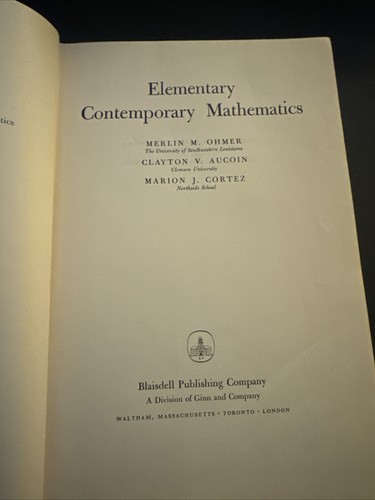 Elementary
Contemporary Mathematics
MERLIN M. OHMER
The University of Southwestern Louisiana
CLAYTON V. AUCOIN
Clemson University
MARION J. CORTEZ
Northside School
Blaisdell Publishing Company
A Division of Ginn and Company
WALTHAM, MASSACHUSETTS • TORONTO • LONDON